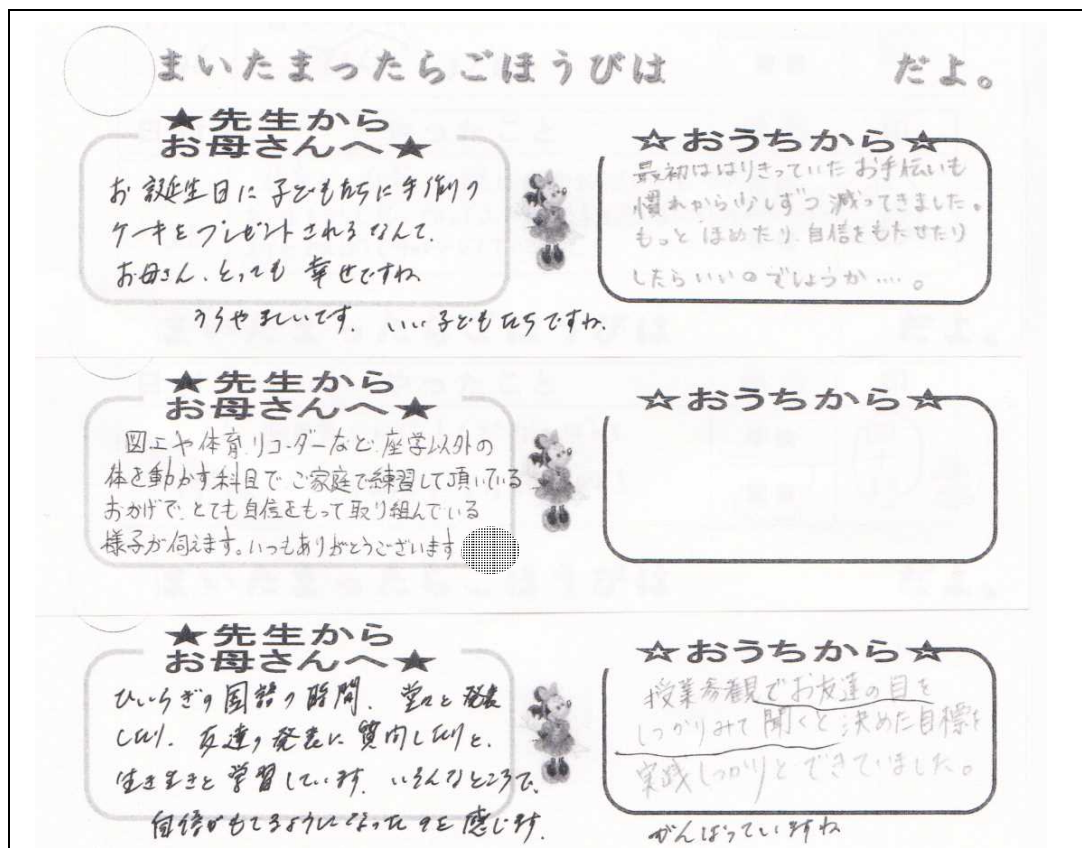 まいたまったらごほうびは　だよ。
★先生から
お母さんへ★
お誕生日に子どもたちに手作りの
ケーキをプレゼントされるなんて、
お母さん、とっても幸せですね
うらやましいです。いい子どもたちですね。
☆おうちから☆
最初ははりきっていたお手伝いも
慣れから少しずつ減ってきました。
もっとほめたり、自信をもたせたり
したらいいのでしょうか……。
★先生から
お母さんへ★
図工や体育、リコーダーなど、座学以外の
体を動かす科目で、ご家庭で練習して頂いている
おかげで、とても自信をもって取り組んでいる
様子が伺えます。いつもありがとうございます
☆おうちから☆
★先生から
お母さんへ★
ひいらぎの国語の時間、堂々と発表
したり、友達の発表に質問したりと、
生き生きと学習しています。いろんなところで、
自信がもてるようになったのを感じます。
☆おうちから☆
授業参観でお友達の目を
しっかりみて聞くと決めた目標を
実践しっかりとできていました。
がんばっていますね